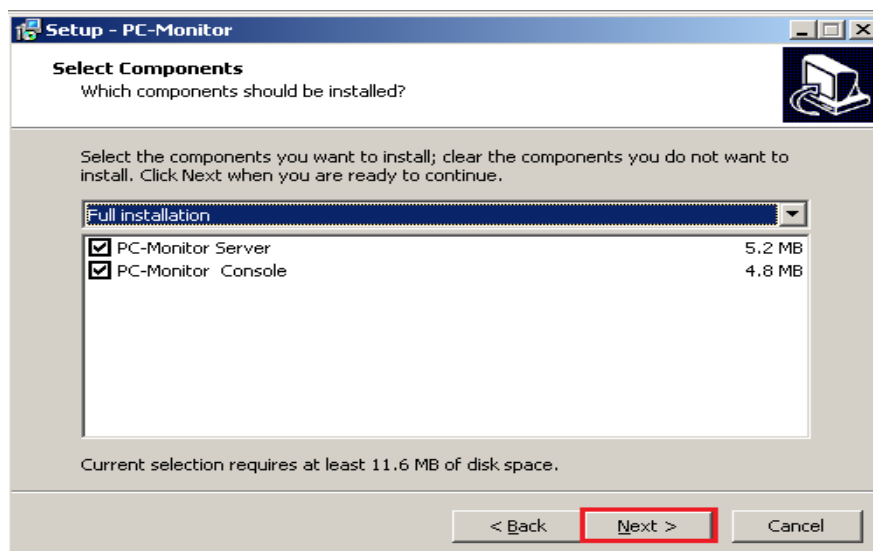 Setup - PC-Monitor
Select Components
Which components should be installed?
Select the components you want to install; clear the components you do not want to
install. Click Next when you are ready to continue.
Full installation
PC-Monitor Server 5.2 MB
PC-Monitor Console 4.8 MB
Current selection requires at least 11.6 MB of disk space.
< Back Next > Cancel